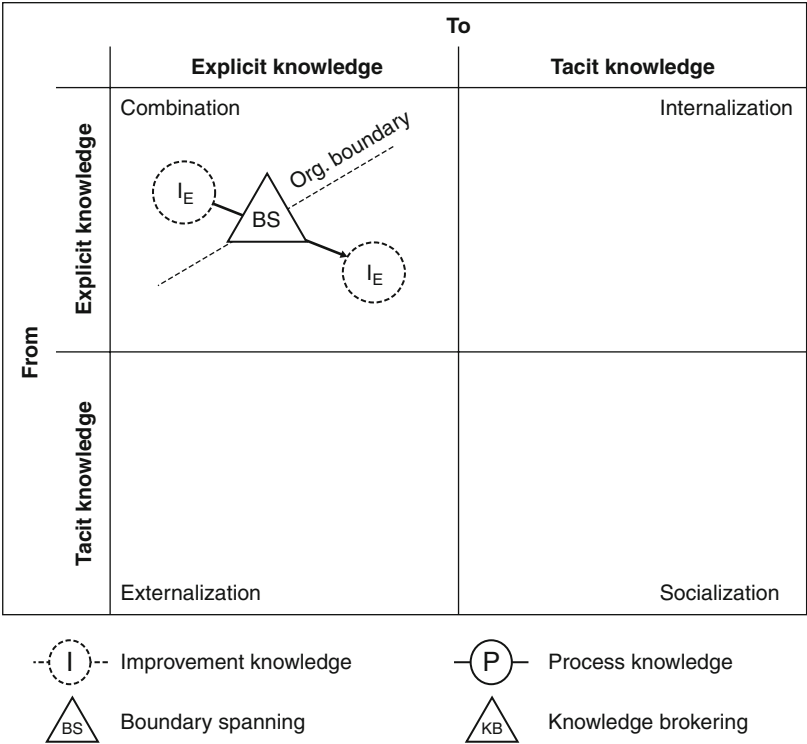 To
Explicit knowledge
Tacit knowledge
From
Explicit knowledge
Combination
Internalization
Org. boundary
I_E
BS
I_E
Tacit knowledge
Externalization
Socialization
I
Improvement knowledge
P
Process knowledge
BS
Boundary spanning
KB
Knowledge brokering